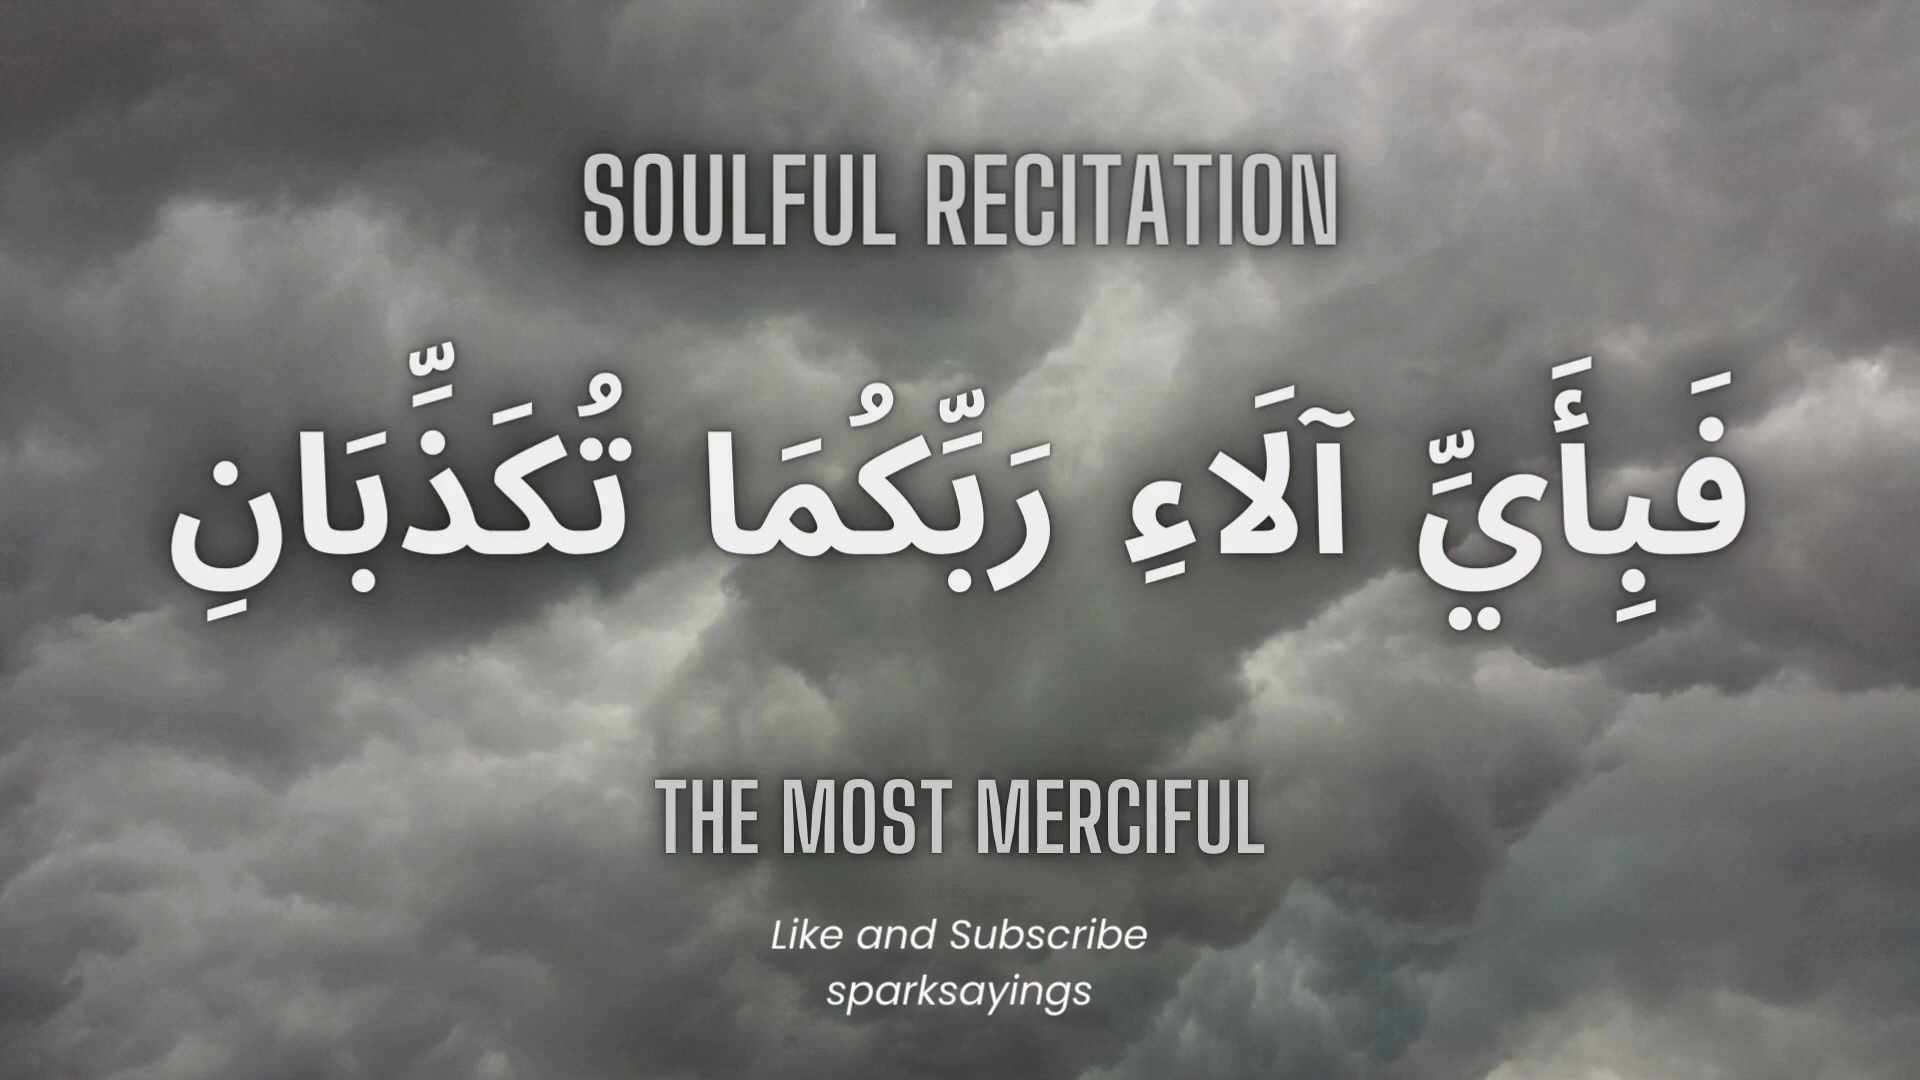 SOULFUL RECITATION
فَبِأَيِّ آلَاءِ رَبِّكُمَا تُكَذِّبَانِ
THE MOST MERCIFUL
Like and Subscribe
sparksayings